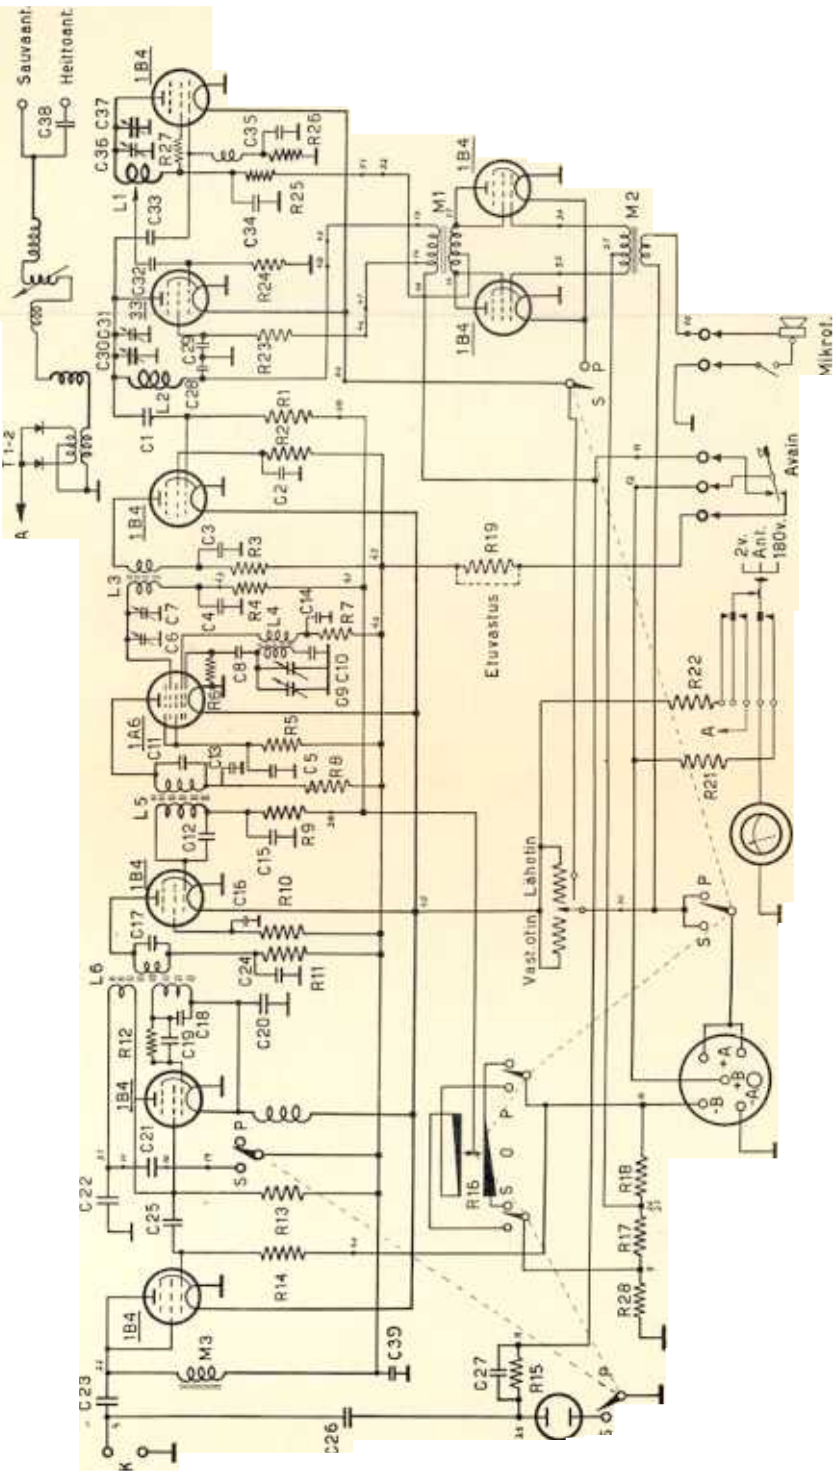 K
C23
C22
L6
L5
L3
A
T1-2
Sauvaant.
Heittoant.
C38
1B4
M3
C25
C21
1B4
R12
C19
C18
C17
1B4
C12
C11
1A6
C13
C6
C7
R6
C8
L4
C9
C10
C14
R7
C4
R4
C3
R3
1B4
C1
C2
R2
R1
L2
C28
C29
C30
C31
33
C32
C33
L1
C36
C37
R27
1B4
R23
R24
C34
R25
C35
R26
R14
R13
C20
C24
R11
C16
R10
C15
R9
C5
R8
R5
C39
C26
C27
R15
S
P
S
P
R16
S
O
P
Vastotin
Lähetin
Etuvastus
R19
S
P
M1
1B4
1B4
M2
R28
R17
R18
-B
+B
-A
+A
S
P
R21
R22
A
2v.
Ant.
180v.
Avain
Mikrof.